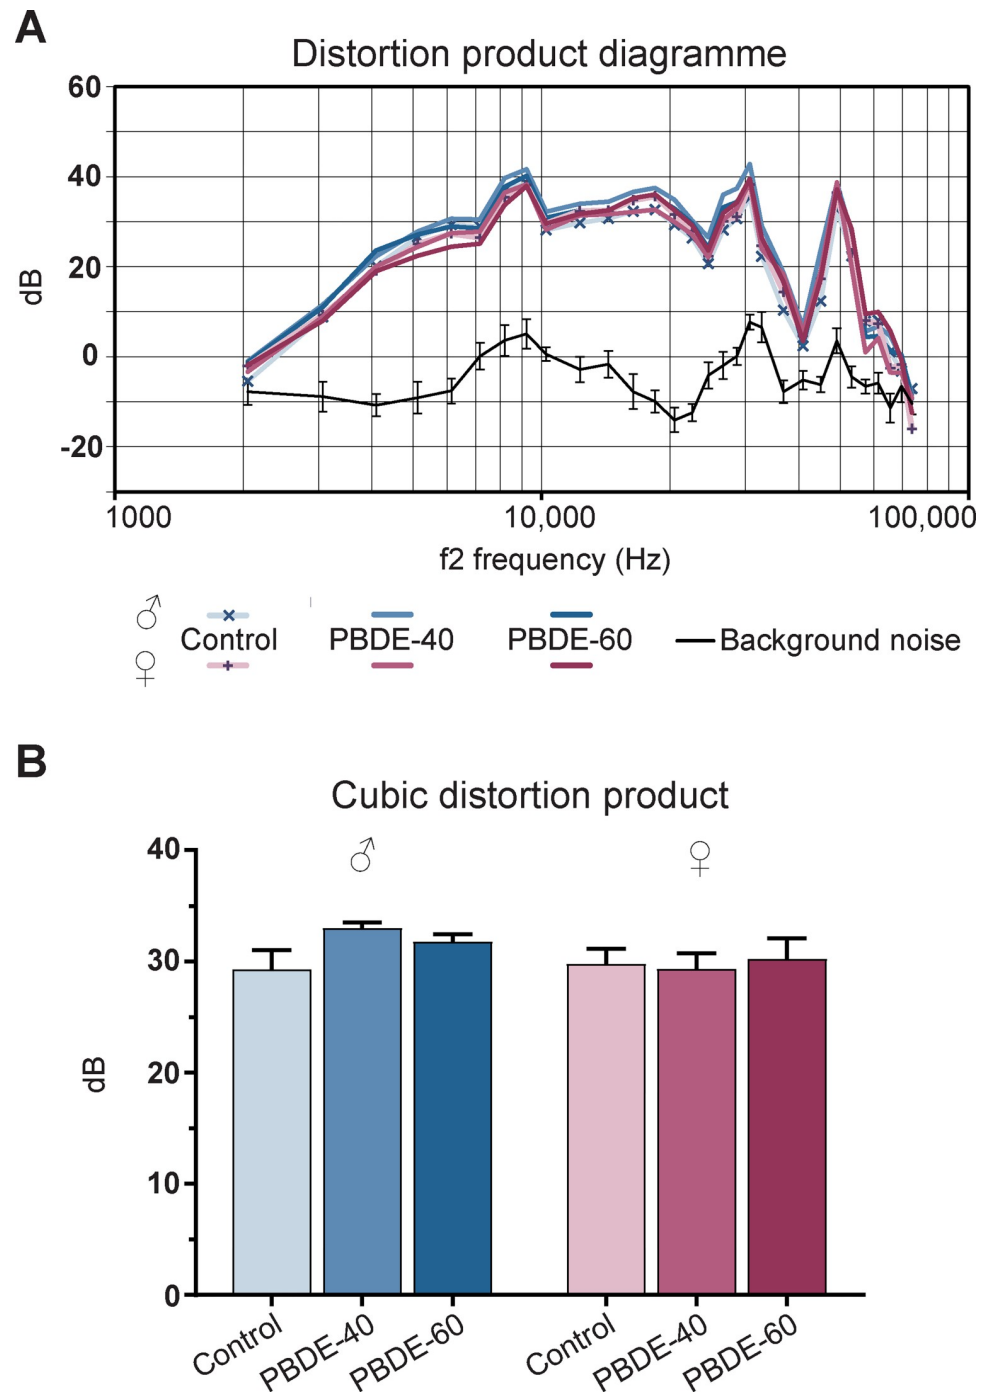 A
Distortion product diagramme
60
40
20
0
-20
dB
1000 10,000 100,000
f2 frequency (Hz)
♂
Control PBDE-40 PBDE-60 Background noise
♀
B
Cubic distortion product
♂ ♀
40
30
20
10
0
dB
Control PBDE-40 PBDE-60 Control PBDE-40 PBDE-60